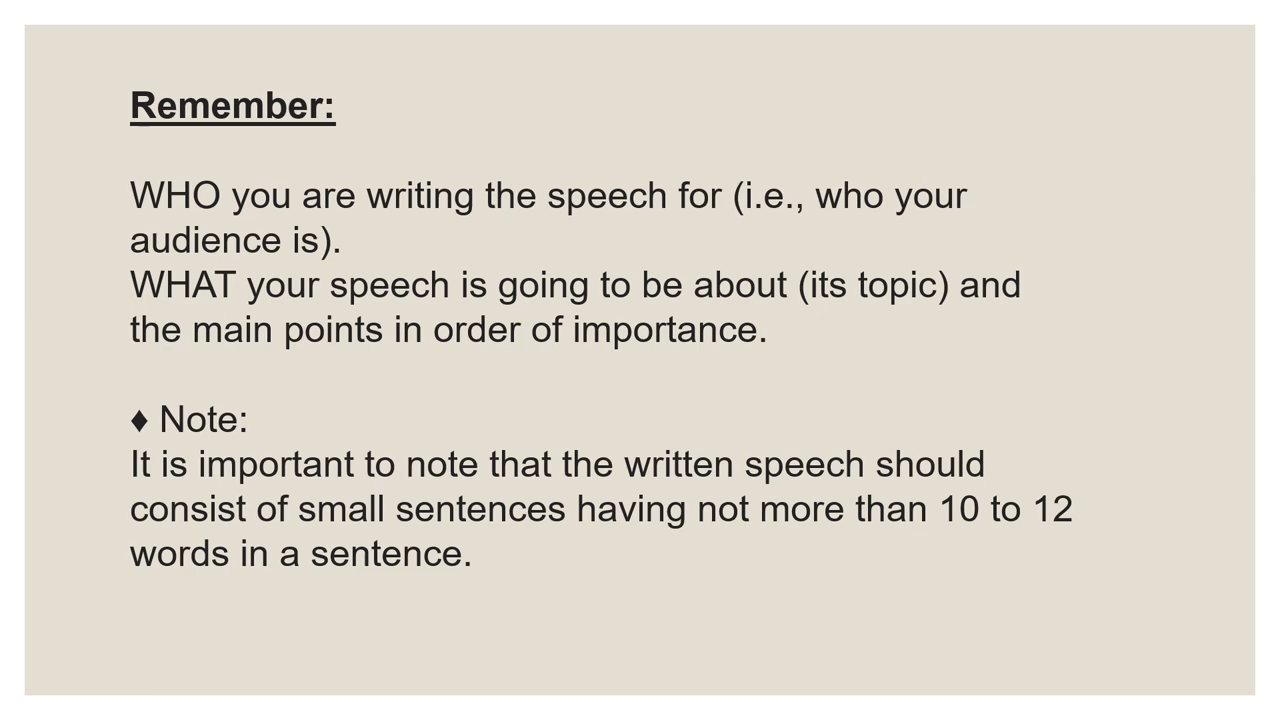 Remember:
WHO you are writing the speech for (i.e., who your
audience is).
WHAT your speech is going to be about (its topic) and
the main points in order of importance.
♦ Note:
It is important to note that the written speech should
consist of small sentences having not more than 10 to 12
words in a sentence.